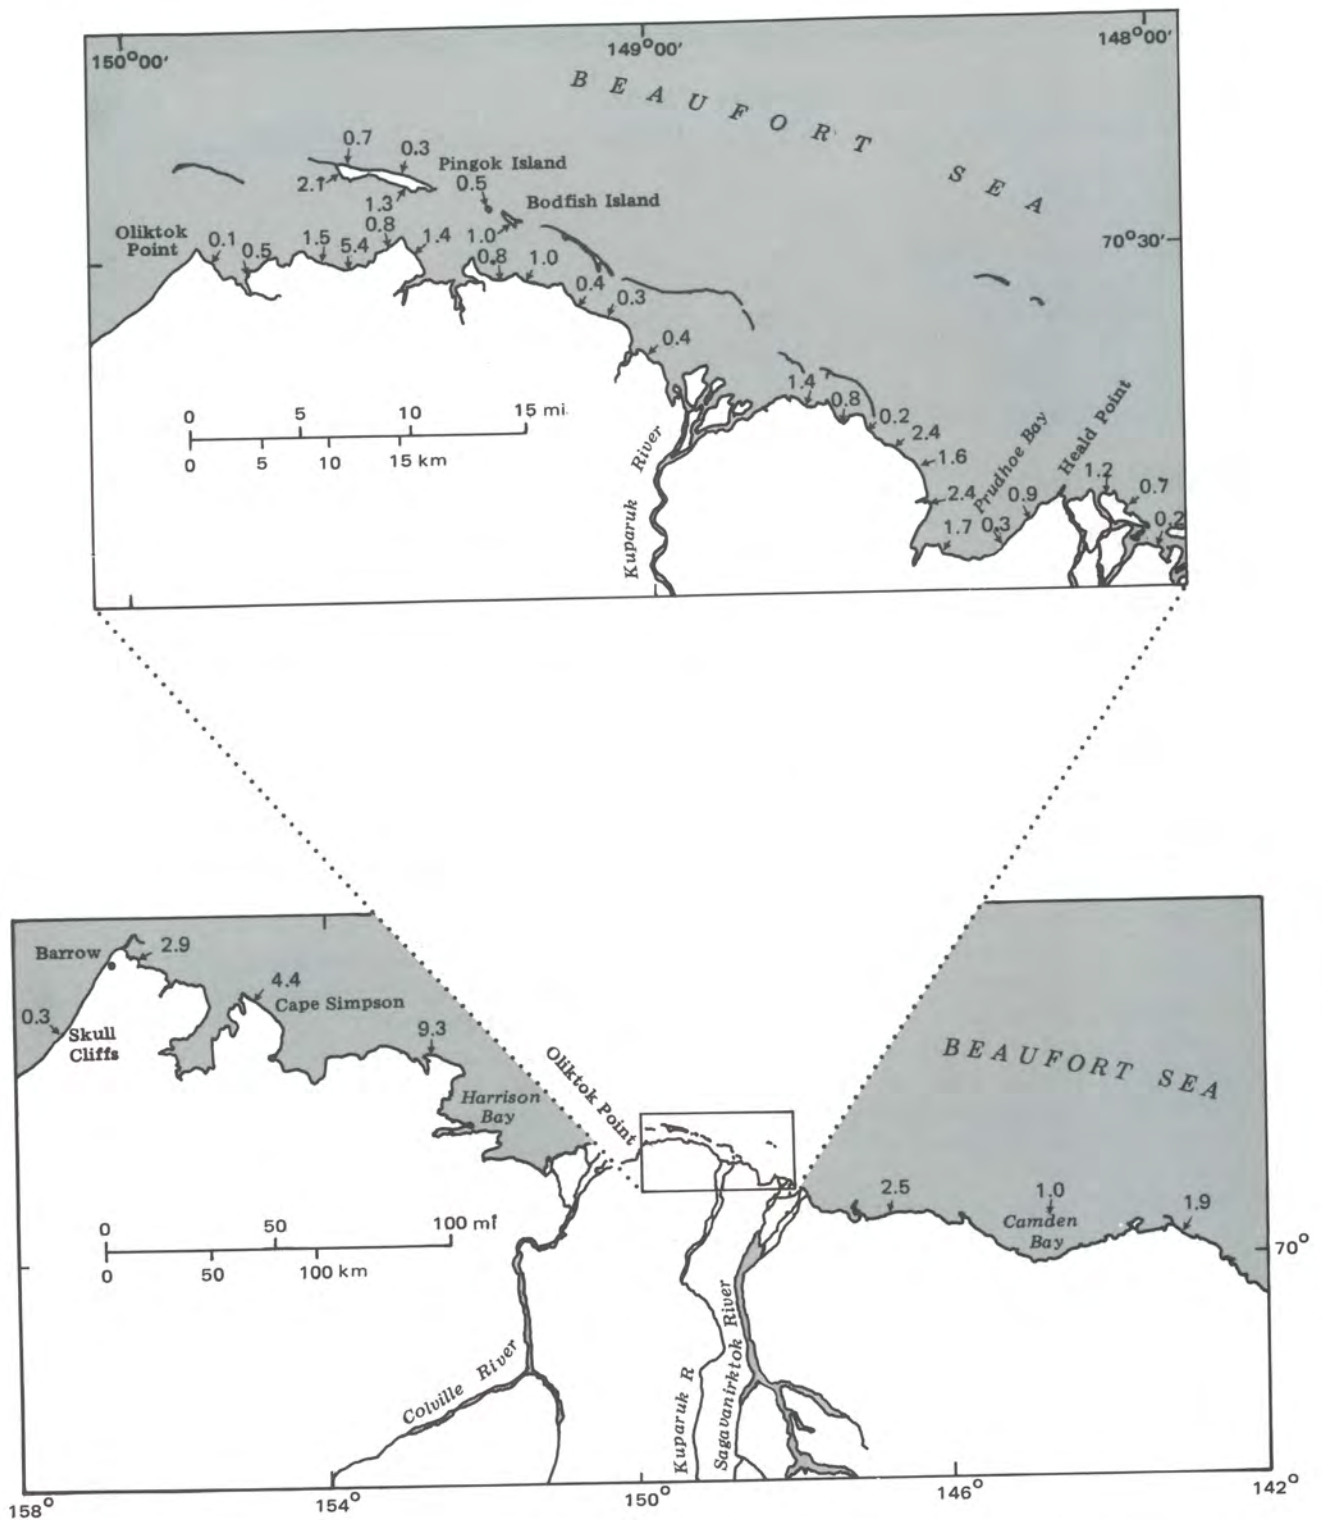 150°00′
149°00′
148°00′
BEAUFORT SEA
0.7
0.3
Pingok Island
2.1
1.3
0.5
Bodfish Island
Oliktok
Point
0.1
0.5
1.5
5.4
0.8
1.4
1.0
0.8
1.0
70°30′
0.4
0.3
0.4
0 5 10 15 mi.
0 5 10 15 km
Kuparuk River
1.4
0.8
0.2
2.4
1.6
2.4
1.7
0.3
0.9
Prudhoe Bay
Heald Point
1.2
0.7
0.2
Barrow
2.9
4.4
Cape Simpson
0.3
Skull
Cliffs
9.3
Harrison
Bay
Oliktok Point
BEAUFORT SEA
2.5
1.0
Camden
Bay
1.9
70°
0 50 100 mi
0 50 100 km
Colville River
Kuparuk R
Sagavanirktok River
158°
154°
150°
146°
142°